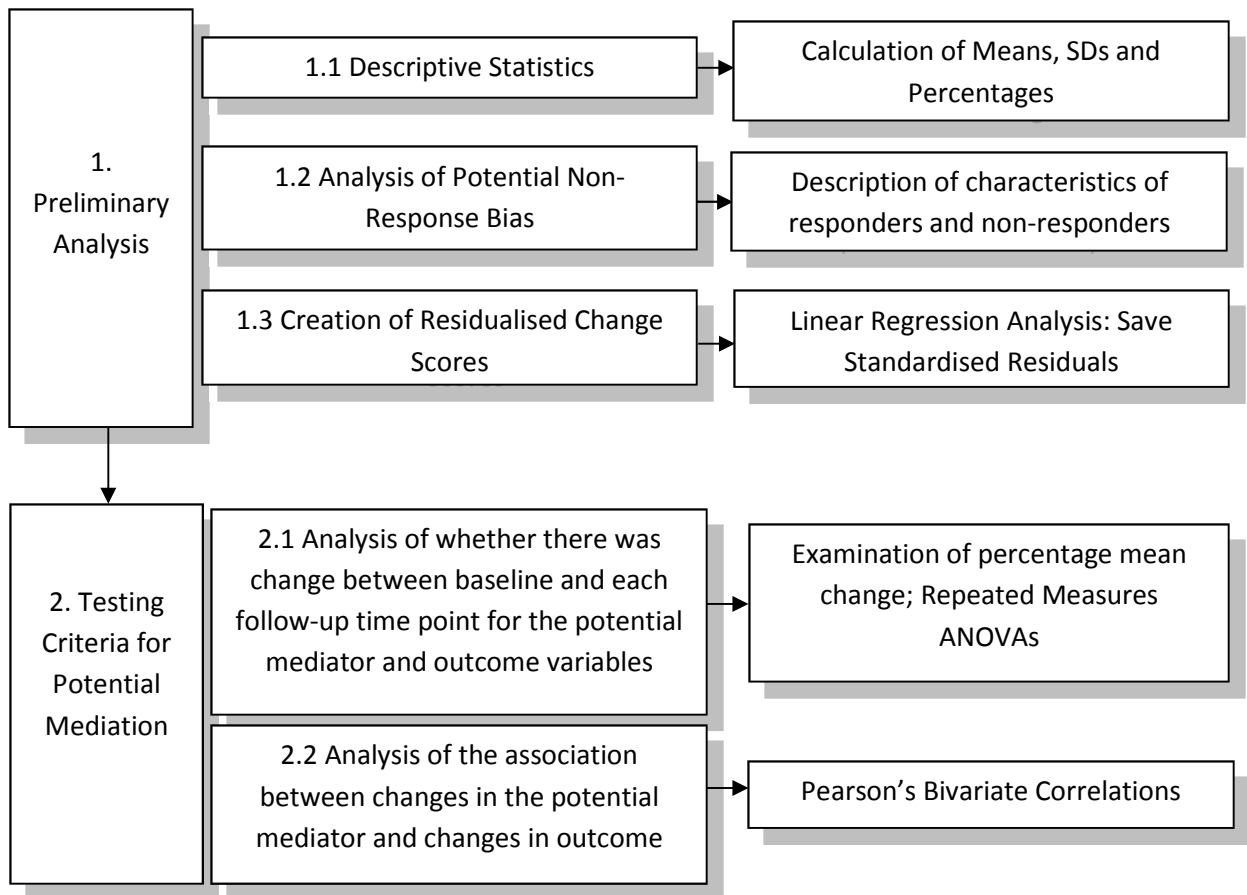 1.
Preliminary
Analysis
1.1 Descriptive Statistics
Calculation of Means, SDs and
Percentages
1.2 Analysis of Potential Non-
Response Bias
Description of characteristics of
responders and non-responders
1.3 Creation of Residualised Change
Scores
Linear Regression Analysis: Save
Standardised Residuals
2. Testing
Criteria for
Potential
Mediation
2.1 Analysis of whether there was
change between baseline and each
follow-up time point for the potential
mediator and outcome variables
Examination of percentage mean
change; Repeated Measures
ANOVAs
2.2 Analysis of the association
between changes in the potential
mediator and changes in outcome
Pearson’s Bivariate Correlations